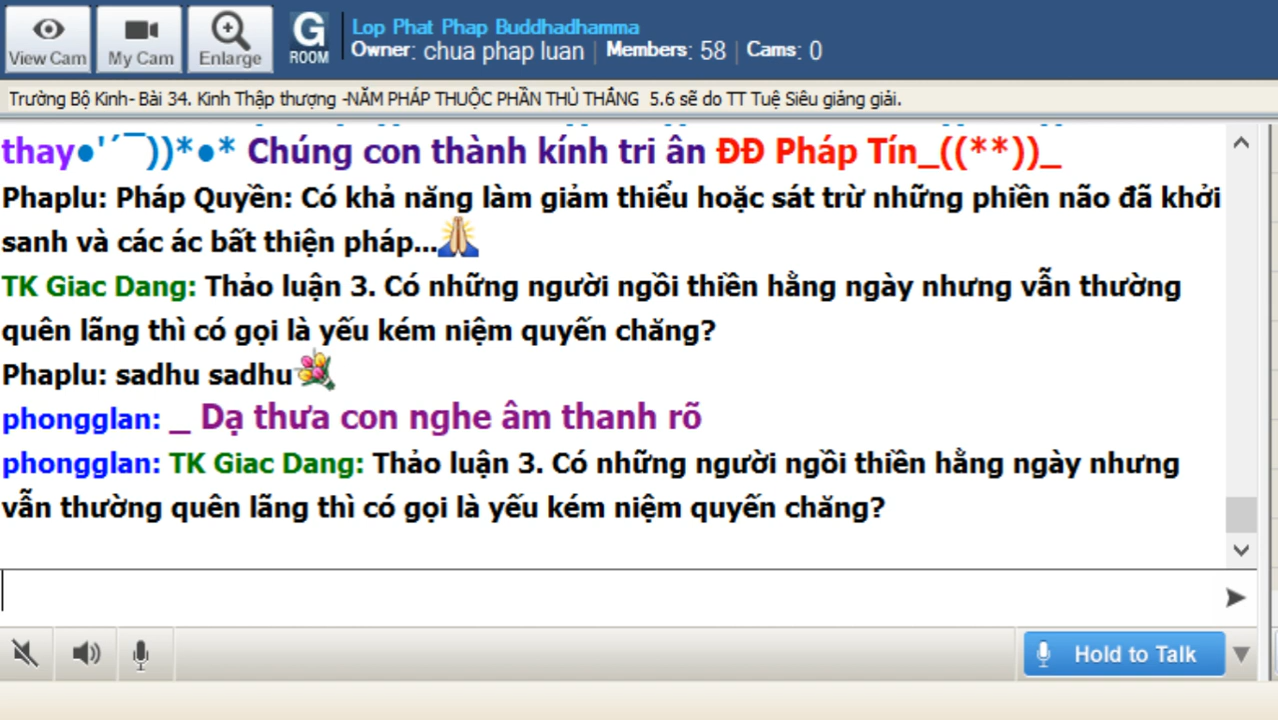 View Cam
My Cam
Enlarge
G
ROOM
Lop Phat Phap Buddhadhamma
Owner: chua phap luan | Members: 58 | Cams: 0
Trường Bộ Kinh- Bài 34. Kinh Thập thượng -NĂM PHÁP THUỘC PHẦN THÙ THẮNG 5.6 sẽ do TT Tuệ Siêu giảng giải.
thay●'´¯))*●* Chúng con thành kính tri ân ĐĐ Pháp Tín_((**))_
Phaplu: Pháp Quyền: Có khả năng làm giảm thiểu hoặc sát trừ những phiền não đã khởi
sanh và các ác bất thiện pháp...
TK Giac Dang: Thảo luận 3. Có những người ngồi thiền hằng ngày nhưng vẫn thường
quên lãng thì có gọi là yếu kém niệm quyến chăng?
Phaplu: sadhu sadhu
phongglan: _ Dạ thưa con nghe âm thanh rõ
phongglan: TK Giac Dang: Thảo luận 3. Có những người ngồi thiền hằng ngày nhưng
vẫn thường quên lãng thì có gọi là yếu kém niệm quyến chăng?
Hold to Talk